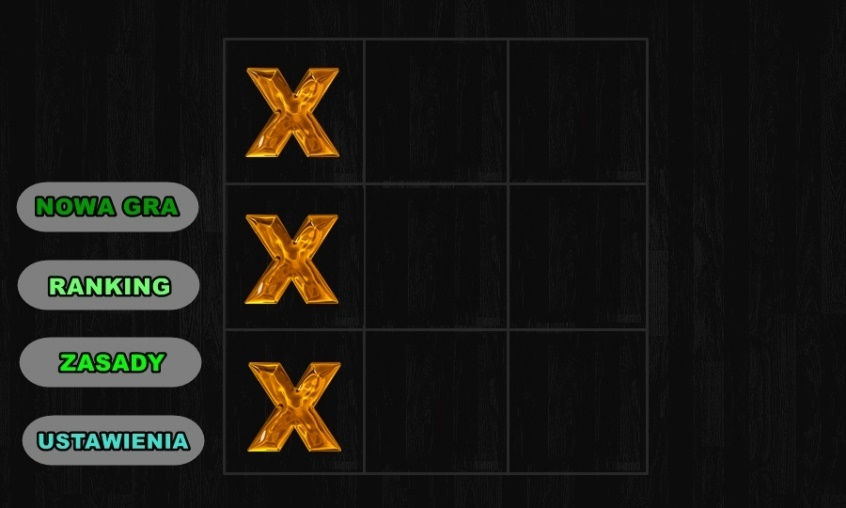 X
X
X
NOWA GRA
RANKING
ZASADY
USTAWIENIA